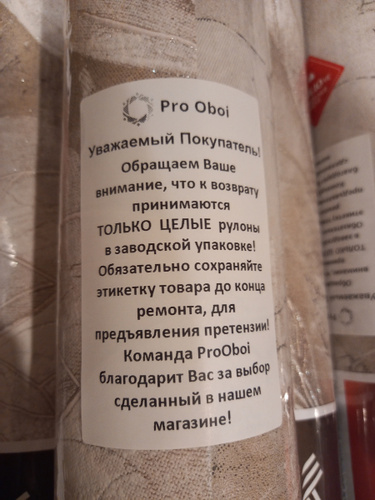 Pro Oboi
Уважаемый Покупатель!
Обращаем Ваше
внимание, что к возврату
принимаются
ТОЛЬКО ЦЕЛЫЕ рулоны
в заводской упаковке!
Обязательно сохраняйте
этикетку товара до конца
ремонта, для
предъявления претензии!
Команда ProOboi
благодарит Вас за выбор
сделанный в нашем
магазине!